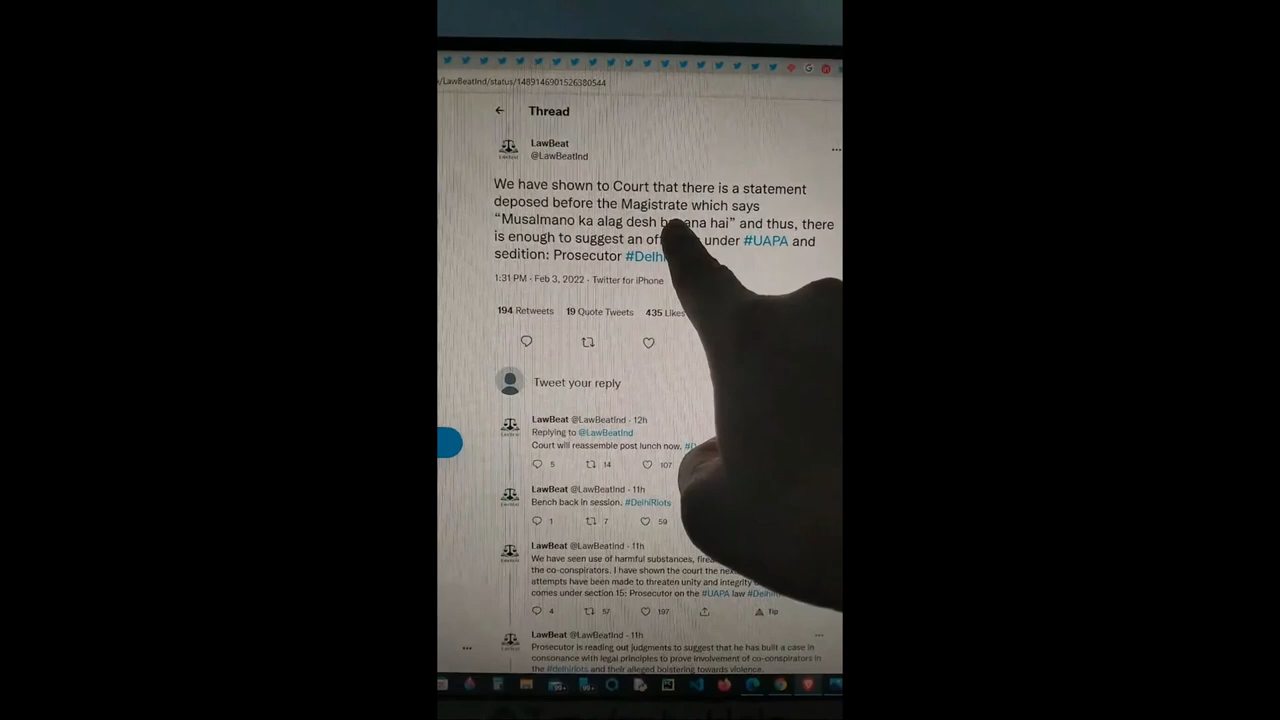 /LawBeatInd/status/1489146901526380544
Thread
LawBeat
@LawBeatInd
We have shown to Court that there is a statement
deposed before the Magistrate which says
“Musalmano ka alag desh hai” and thus, there
is enough to suggest an under #UAPA and
sedition: Prosecutor
1:31 PM · Feb 3, 2022 · Twitter for iPhone
194 Retweets 19 Quote Tweets 435 Likes
Tweet your reply
LawBeat @LawBeatInd · 12h
Replying to @LawBeatInd
Court will reassemble post lunch now.
5 14 107
LawBeat @LawBeatInd · 11h
Bench back in session. #DelhiRiots
1 7 59
LawBeat @LawBeatInd · 11h
We have seen use of harmful substances,
the co-conspirators. I have shown the court the
attempts have been made to threaten unity and integrity
comes under section 15: Prosecutor on the #UAPA law
4 57 197 Tip
LawBeat @LawBeatInd · 11h
Prosecutor is reading out judgments to suggest that he has built a case in
consonance with legal principles to prove involvement of co-conspirators in
the #delhiriots and their alleged bolstering towards violence.
99+ 99+